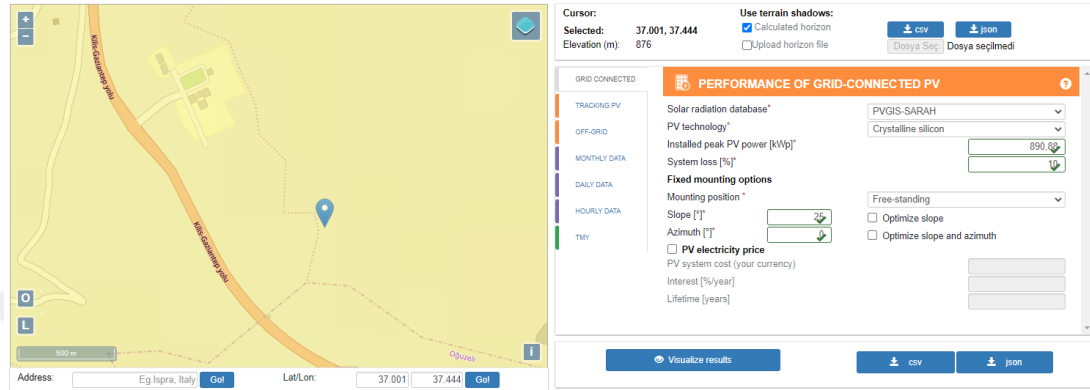 +
−
Kilis-Gaziantep yolu
Kilis-Gaziantep yolu
O
L
500 m
Oğuzeli
i
Address:
Eg.Ispra, Italy
Go!
Lat/Lon:
37.001
37.444
Go!
Cursor:
Selected: 37.001, 37.444
Elevation (m): 876
Use terrain shadows:
Calculated horizon
Upload horizon file
csv
json
Dosya Seç Dosya seçilmedi
GRID CONNECTED
TRACKING PV
OFF-GRID
MONTHLY DATA
DAILY DATA
HOURLY DATA
TMY
PERFORMANCE OF GRID-CONNECTED PV
?
Solar radiation database* PVGIS-SARAH
PV technology* Crystalline silicon
Installed peak PV power [kWp]* 890.88
System loss [%]* 10
Fixed mounting options
Mounting position * Free-standing
Slope [°]* 25 Optimize slope
Azimuth [°]* 0 Optimize slope and azimuth
PV electricity price
PV system cost (your currency)
Interest [%/year]
Lifetime [years]
Visualize results
csv
json